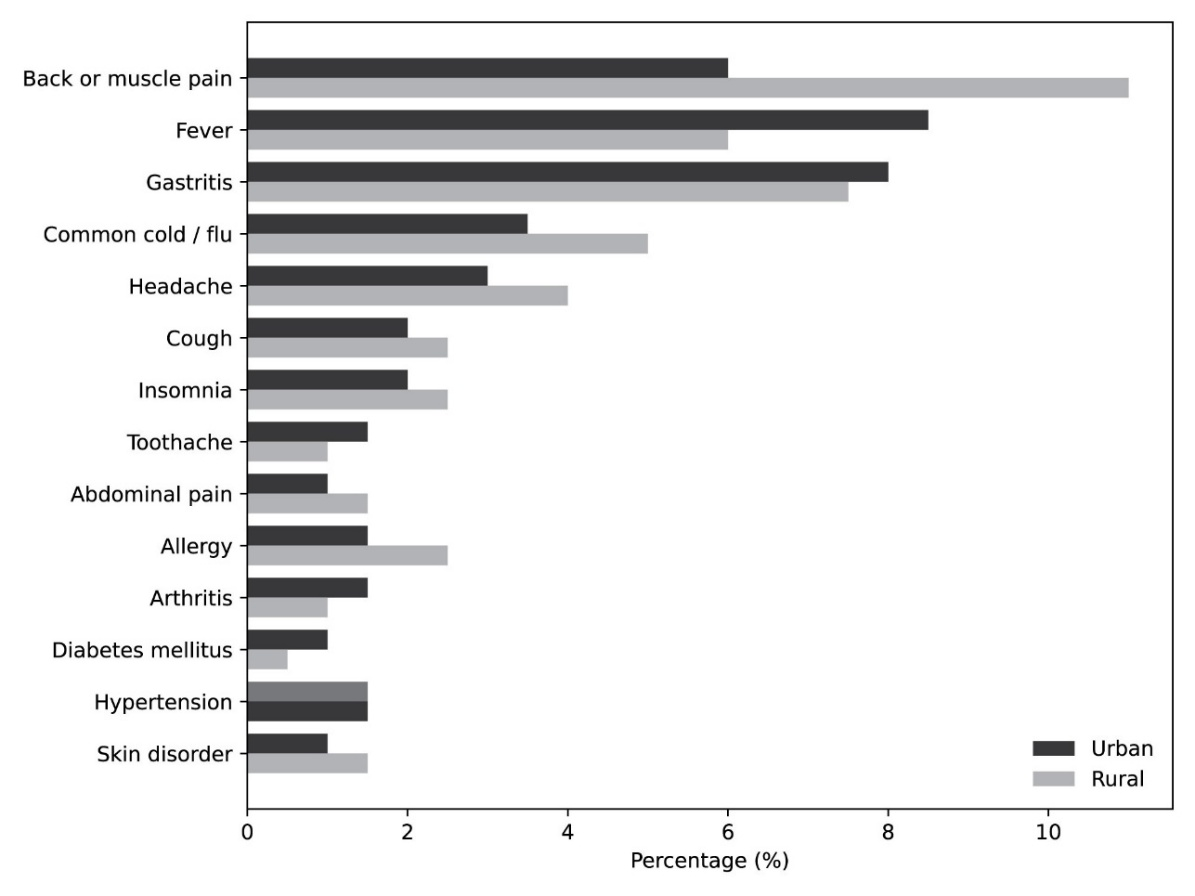 Back or muscle pain
Fever
Gastritis
Common cold / flu
Headache
Cough
Insomnia
Toothache
Abdominal pain
Allergy
Arthritis
Diabetes mellitus
Hypertension
Skin disorder
Urban
Rural
0 2 4 6 8 10
Percentage (%)